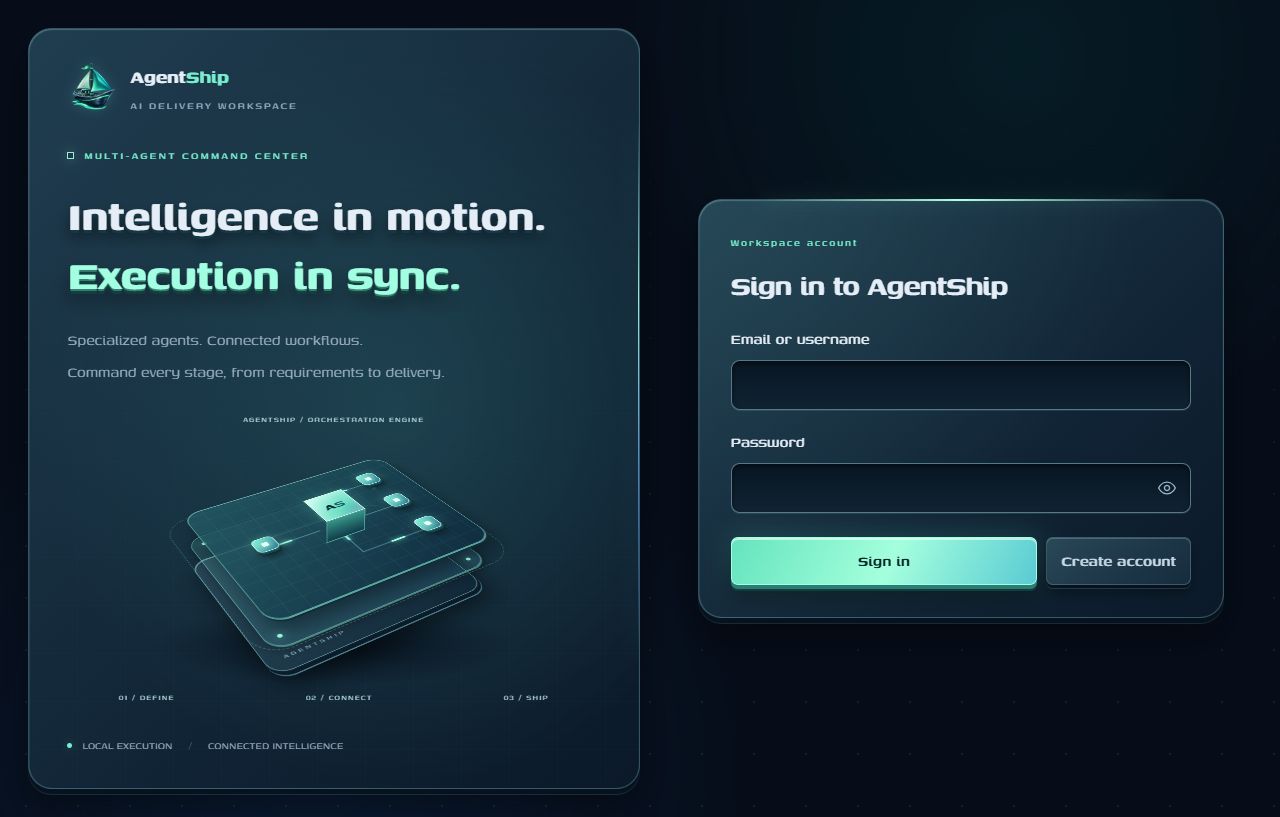 AgentShip
AI DELIVERY WORKSPACE
MULTI-AGENT COMMAND CENTER
Intelligence in motion.
Execution in sync.
Specialized agents. Connected workflows.
Command every stage, from requirements to delivery.
AGENTSHIP / ORCHESTRATION ENGINE
AS
AGENTSHIP
01 / DEFINE
02 / CONNECT
03 / SHIP
LOCAL EXECUTION / CONNECTED INTELLIGENCE
Workspace account
Sign in to AgentShip
Email or username
Password
Sign in
Create account